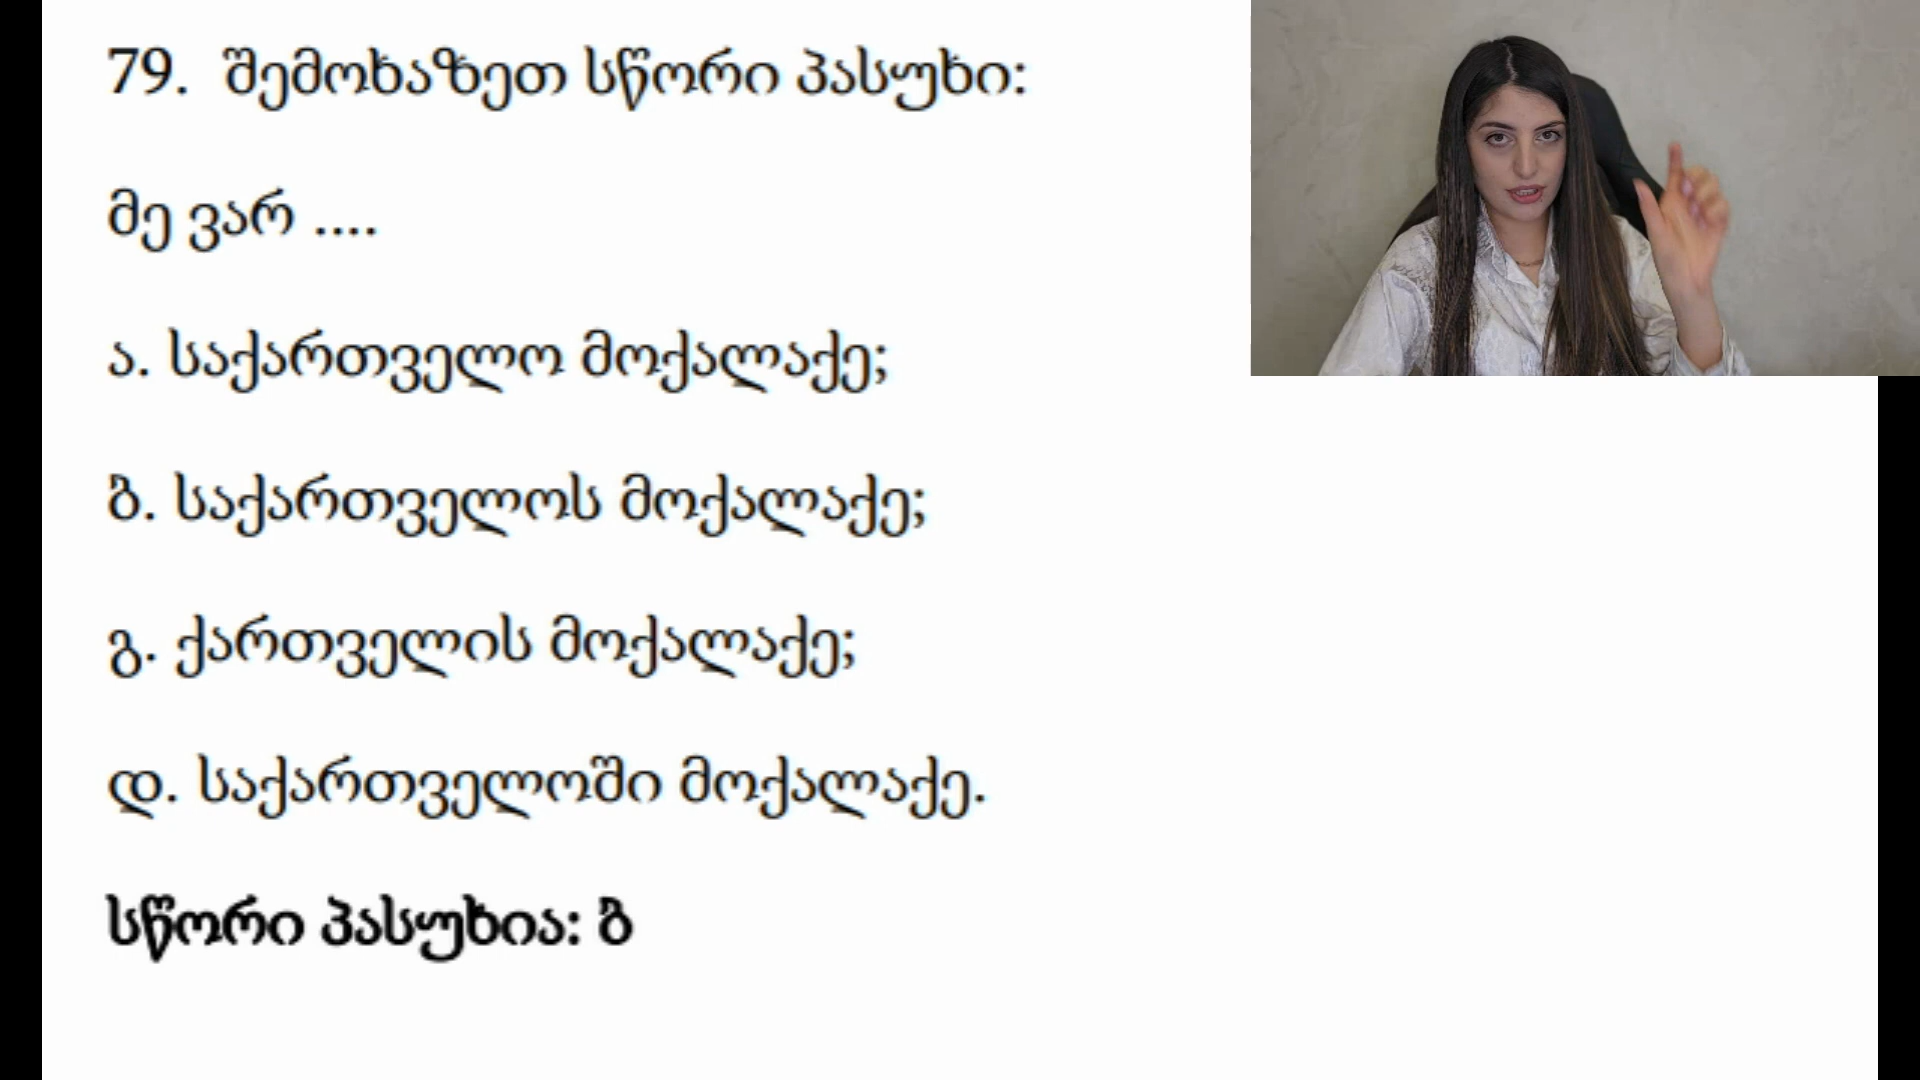 79. შემოხაზეთ სწორი პასუხი:
მე ვარ ....
ა. საქართველო მოქალაქე;
ბ. საქართველოს მოქალაქე;
გ. ქართველის მოქალაქე;
დ. საქართველოში მოქალაქე.
სწორი პასუხია: ბ